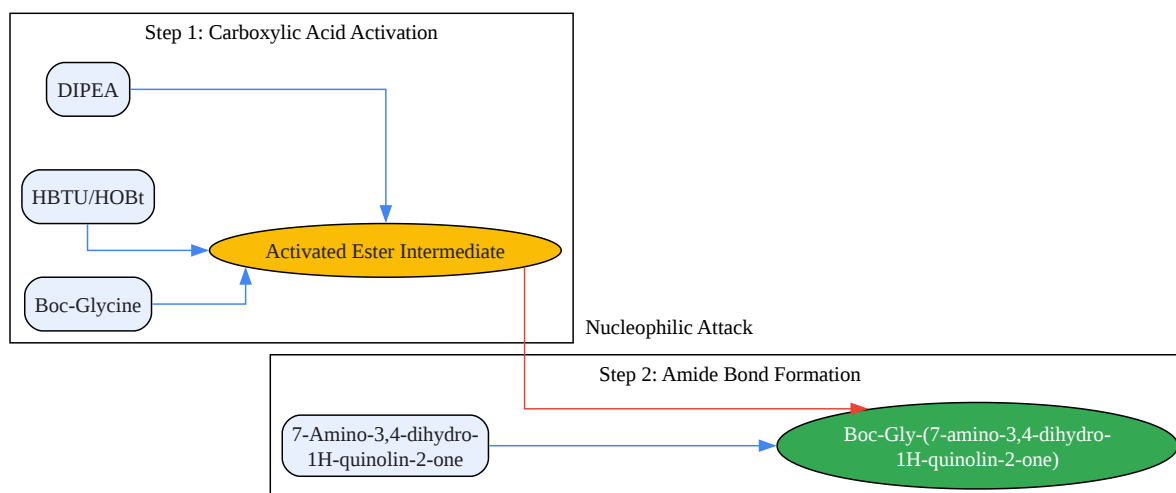 Step 1: Carboxylic Acid Activation
DIPEA
HBTU/HOBt
Activated Ester Intermediate
Boc-Glycine
Nucleophilic Attack
Step 2: Amide Bond Formation
7-Amino-3,4-dihydro-
1H-quinolin-2-one
Boc-Gly-(7-amino-3,4-dihydro-
1H-quinolin-2-one)